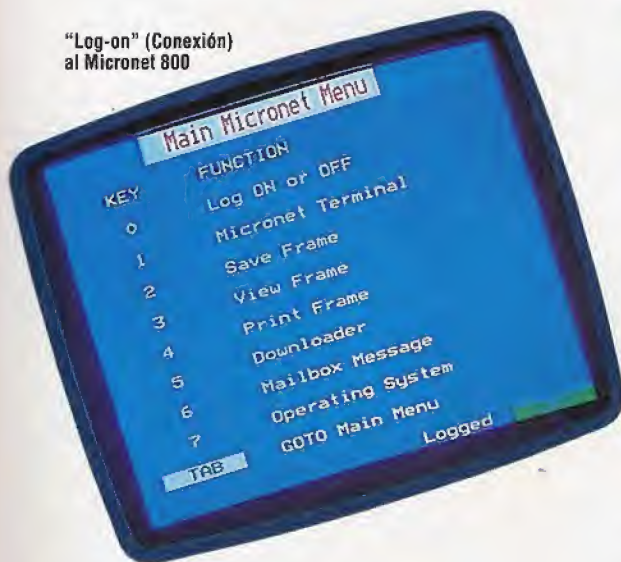 "Log-on" (Conexión)
al Micronet 800
Main Micronet Menu
KEY FUNCTION
0 Log ON or OFF
1 Micronet Terminal
2 Save Frame
3 View Frame
4 Print Frame
5 Downloader
6 Mailbox Message
7 Operating System
TAB GOTO Main Menu
Logged